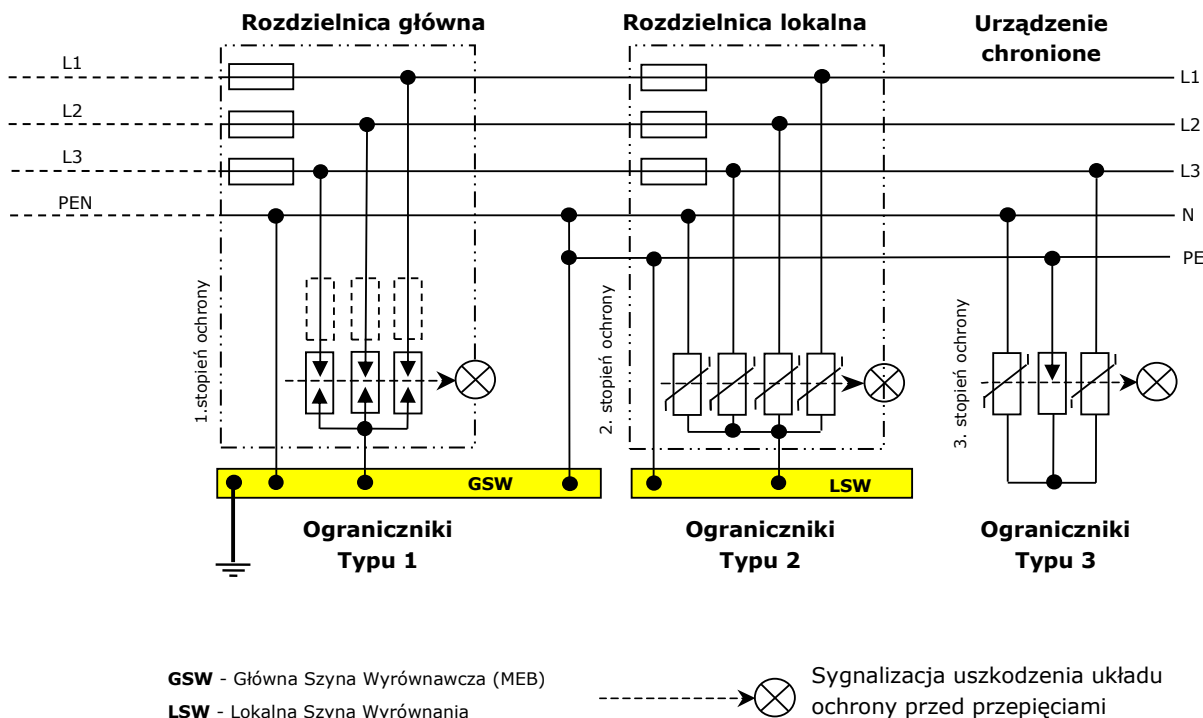 Rozdzielnica główna
Rozdzielnica lokalna
Urządzenie
chronione
L1
L1
L2
L2
L3
L3
PEN
N
PE
1.stopień ochrony
2. stopień ochrony
3. stopień ochrony
GSW
LSW
Ograniczniki
Typu 1
Ograniczniki
Typu 2
Ograniczniki
Typu 3
GSW - Główna Szyna Wyrównawcza (MEB)
LSW - Lokalna Szyna Wyrównania
Sygnalizacja uszkodzenia układu
ochrony przed przepięciami